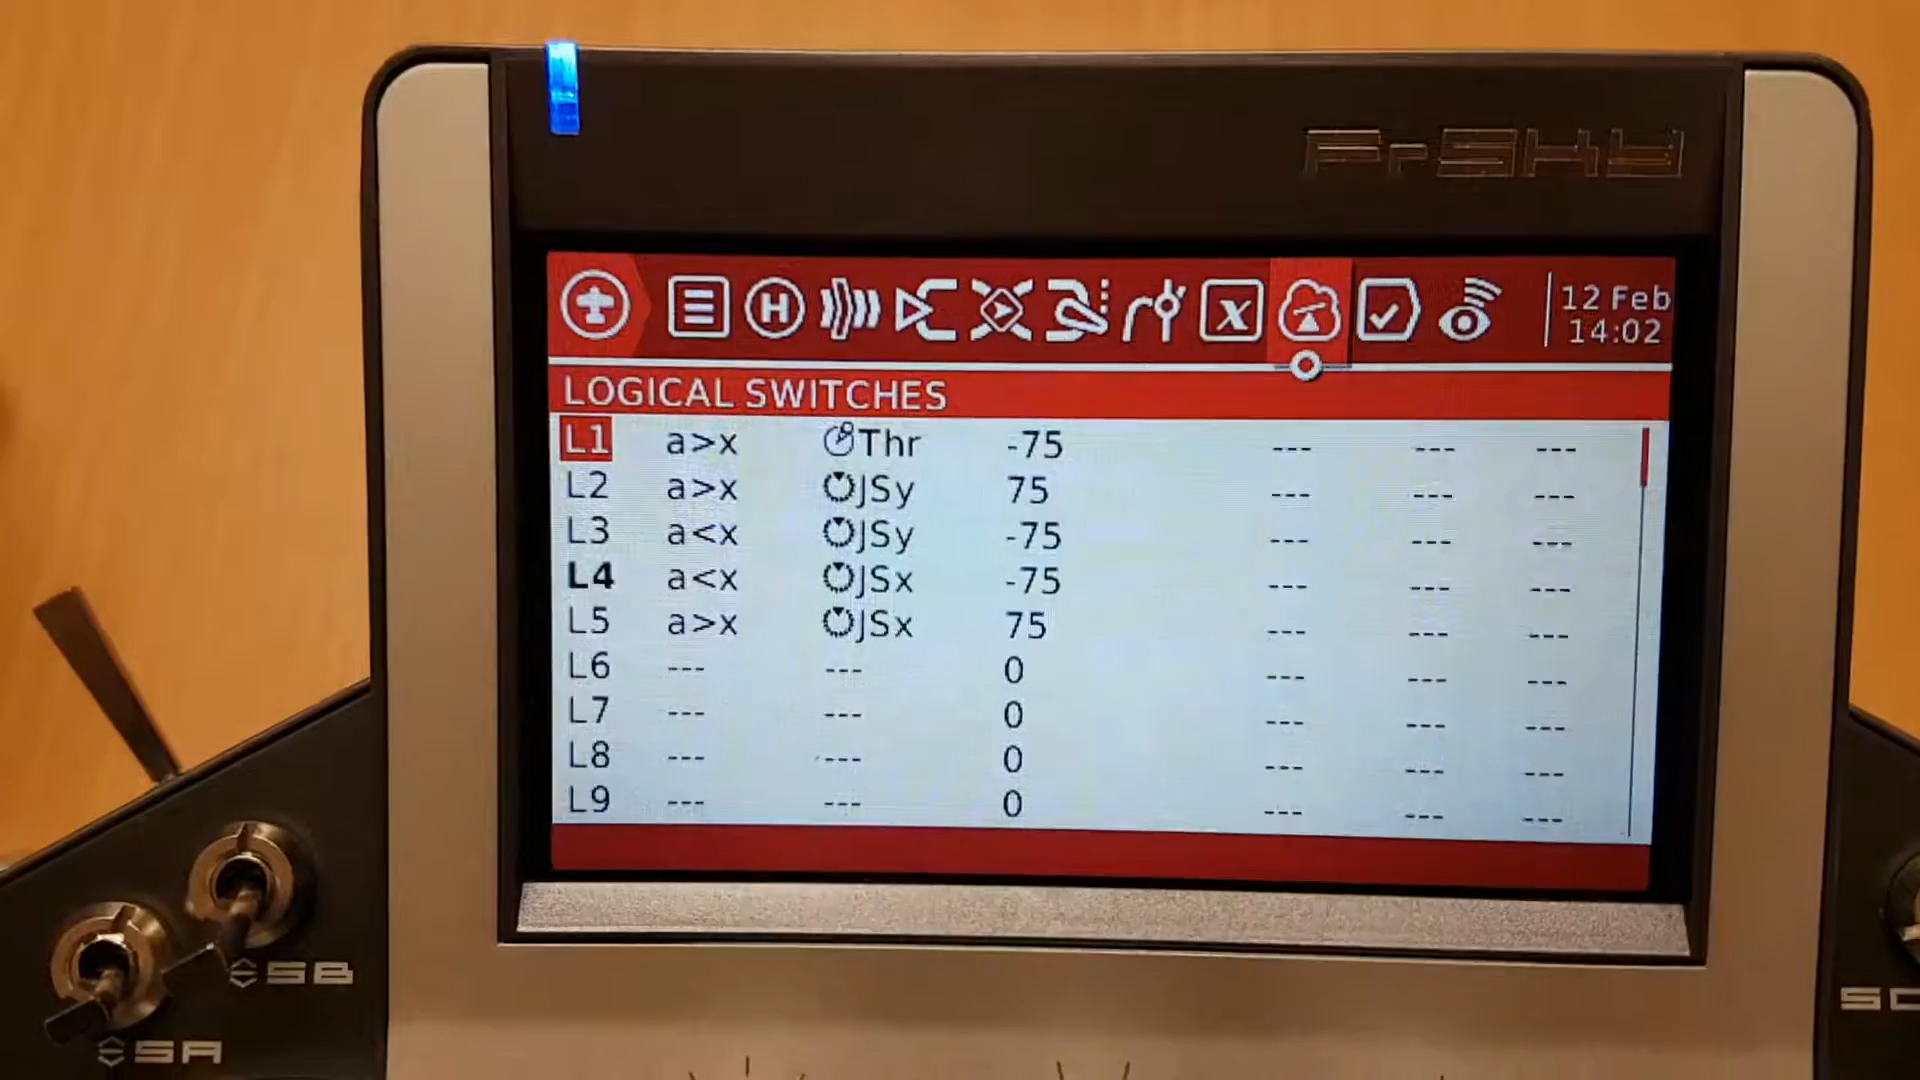 FrSKY
H
x
12 Feb
14:02
LOGICAL SWITCHES
L1 a>x Thr -75 --- --- ---
L2 a>x JSy 75 --- --- ---
L3 a<x JSy -75 --- --- ---
L4 a<x JSx -75 --- --- ---
L5 a>x JSx 75 --- --- ---
L6 --- --- 0 --- --- ---
L7 --- --- 0 --- --- ---
L8 --- --- 0 --- --- ---
L9 --- --- 0 --- --- ---
SB
SA